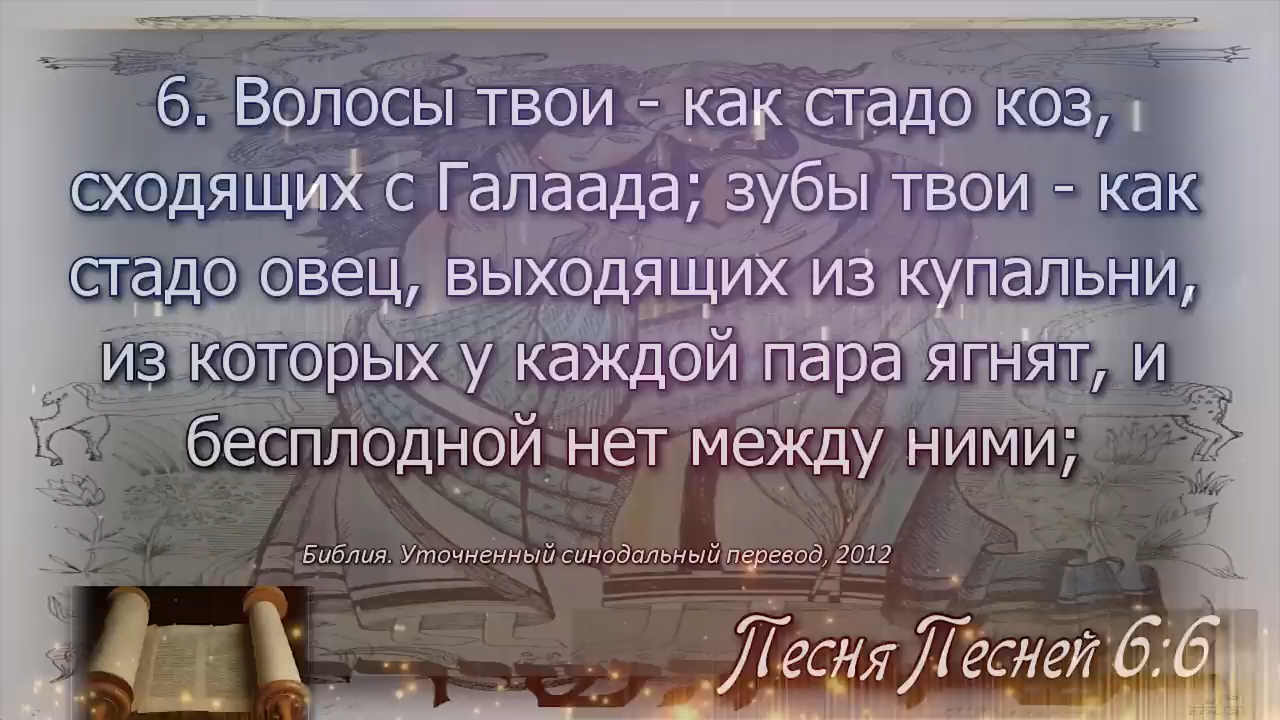 6. Волосы твои - как стадо коз,
сходящих с Галаада; зубы твои - как
стадо овец, выходящих из купальни,
из которых у каждой пара ягнят, и
бесплодной нет между ними;
Библия. Уточненный синодальный перевод, 2012
Песня Песней 6:6